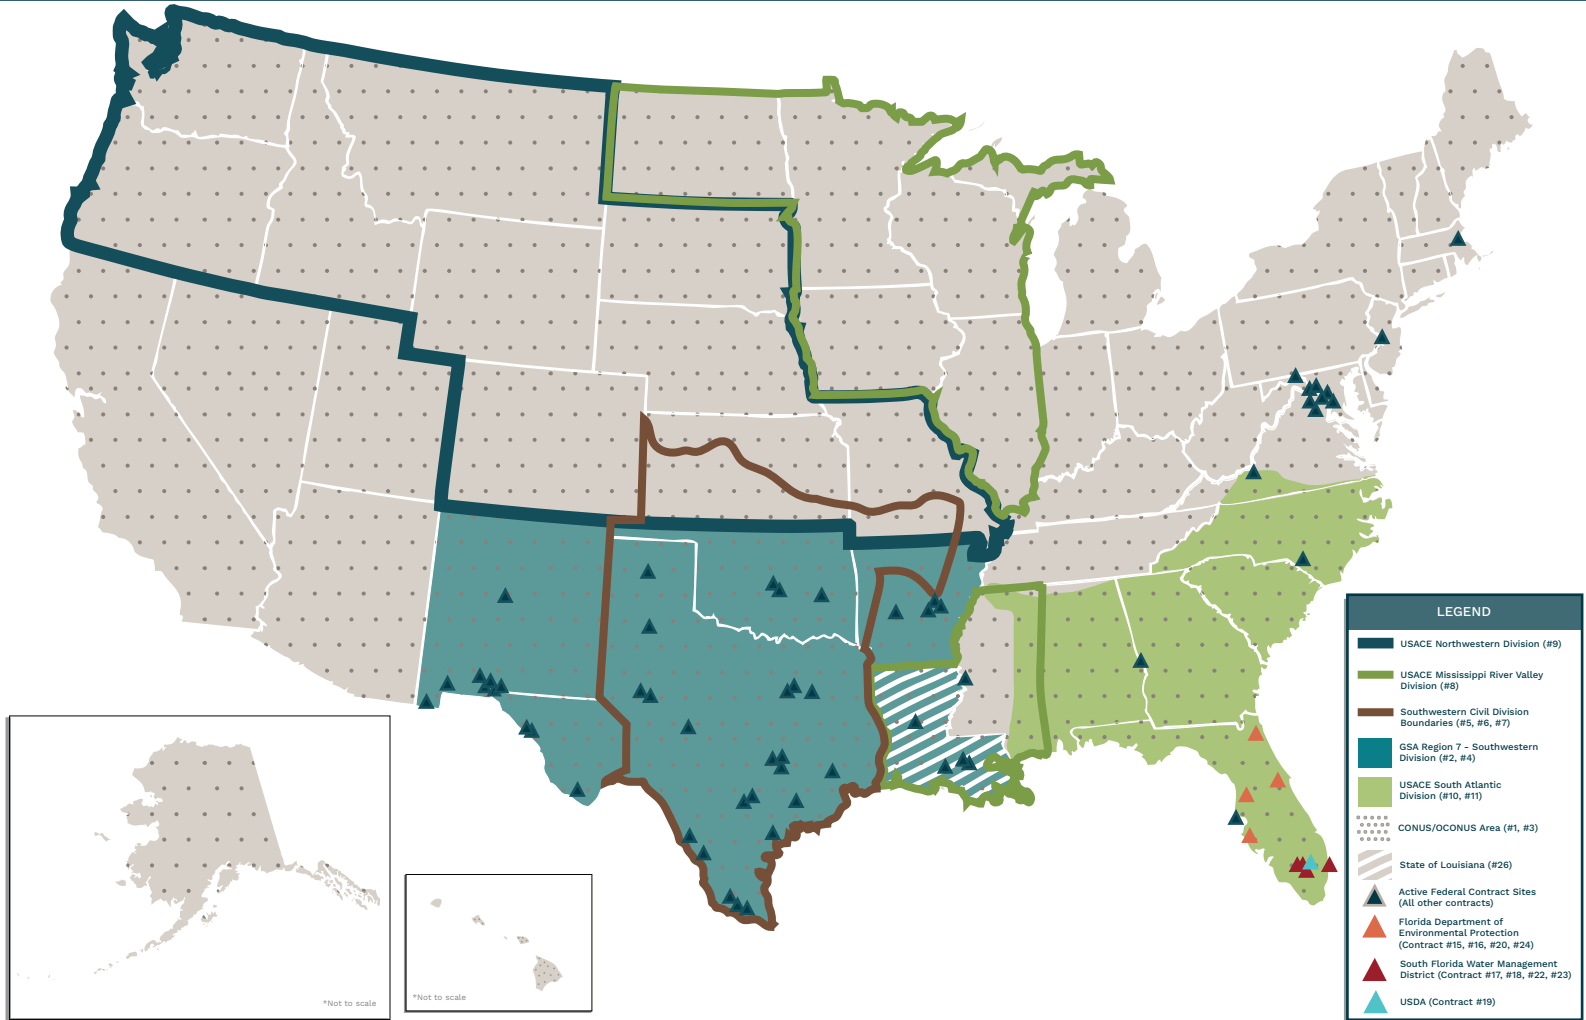 *Not to scale
*Not to scale
LEGEND
USACE Northwestern Division (#9)
USACE Mississippi River Valley
Division (#8)
Southwestern Civil Division
Boundaries (#5, #6, #7)
GSA Region 7 - Southwestern
Division (#2, #4)
USACE South Atlantic
Division (#10, #11)
CONUS/OCONUS Area (#1, #3)
State of Louisiana (#26)
Active Federal Contract Sites
(All other contracts)
Florida Department of
Environmental Protection
(Contract #15, #16, #20, #24)
South Florida Water Management
District (Contract #17, #18, #22, #23)
USDA (Contract #19)